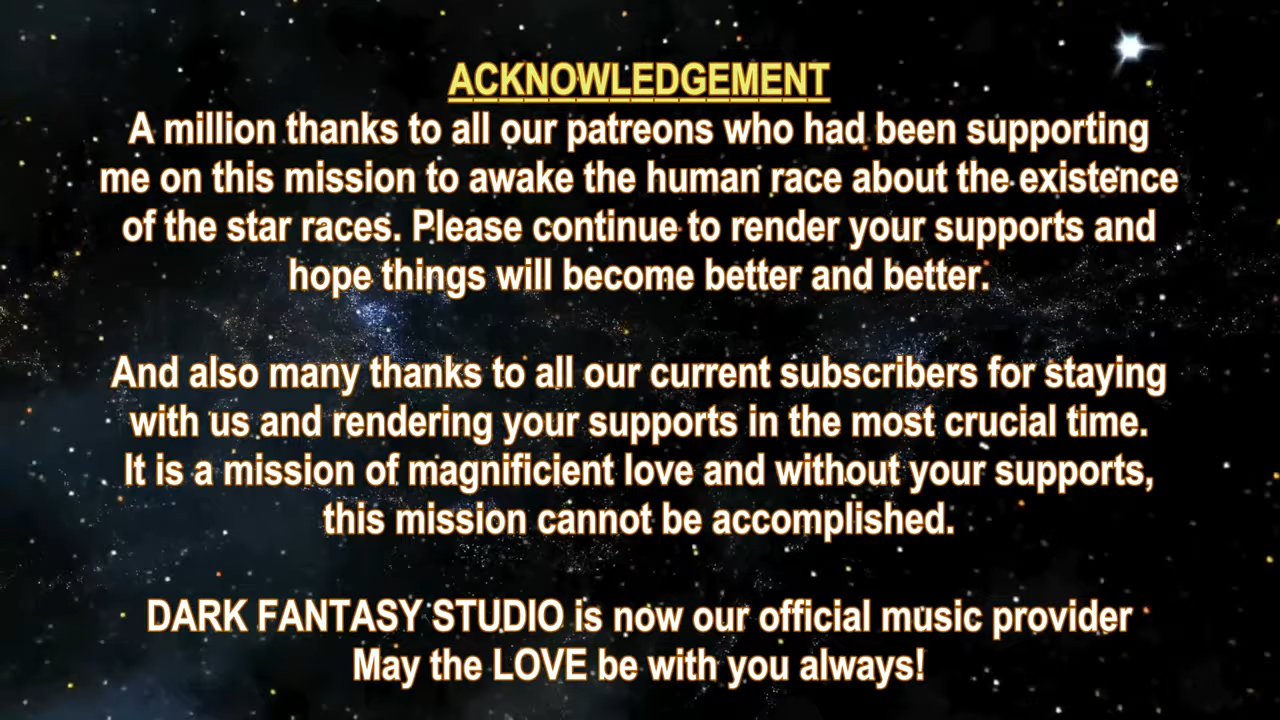 ACKNOWLEDGEMENT
A million thanks to all our patreons who had been supporting
me on this mission to awake the human race about the existence
of the star races. Please continue to render your supports and
hope things will become better and better.
And also many thanks to all our current subscribers for staying
with us and rendering your supports in the most crucial time.
It is a mission of magnificient love and without your supports,
this mission cannot be accomplished.
DARK FANTASY STUDIO is now our official music provider
May the LOVE be with you always!